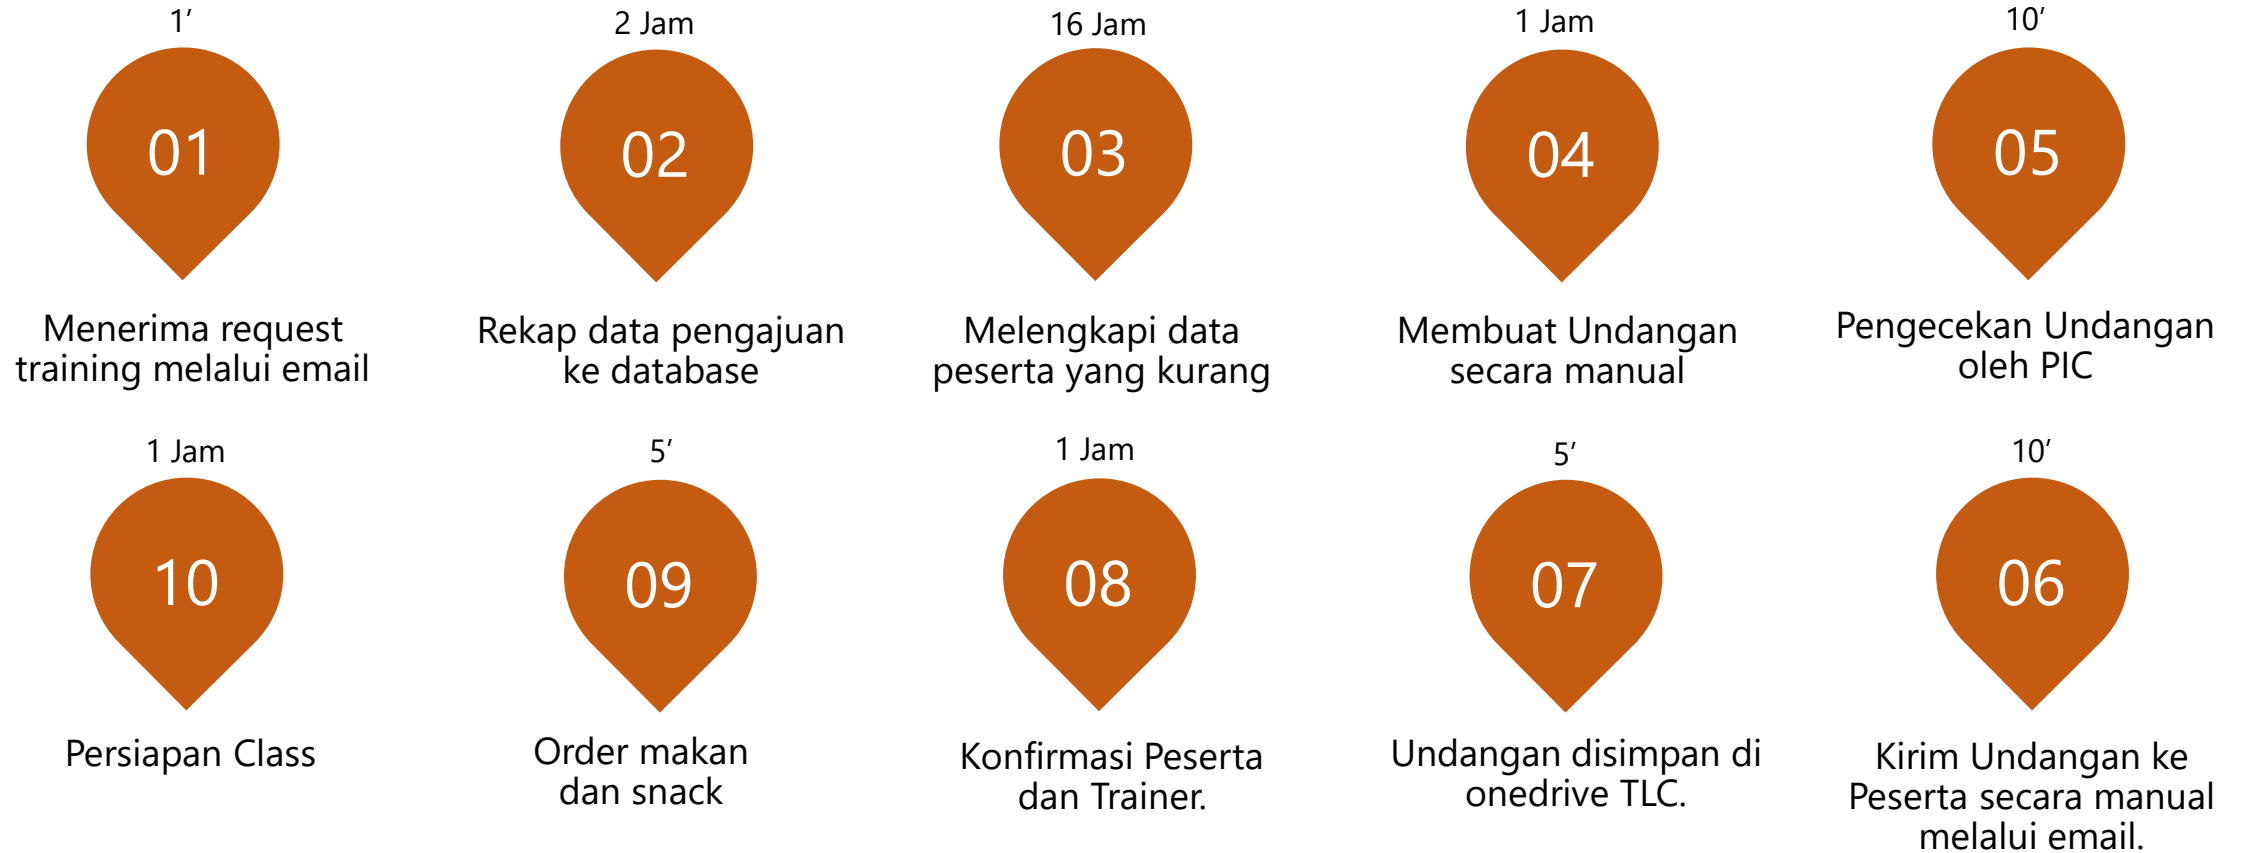 1’
01
Menerima request
training melalui email
2 Jam
02
Rekap data pengajuan
ke database
16 Jam
03
Melengkapi data
peserta yang kurang
1 Jam
04
Membuat Undangan
secara manual
10’
05
Pengecekan Undangan
oleh PIC
1 Jam
10
Persiapan Class
5’
09
Order makan
dan snack
1 Jam
08
Konfirmasi Peserta
dan Trainer.
5’
07
Undangan disimpan di
onedrive TLC.
10’
06
Kirim Undangan ke
Peserta secara manual
melalui email.